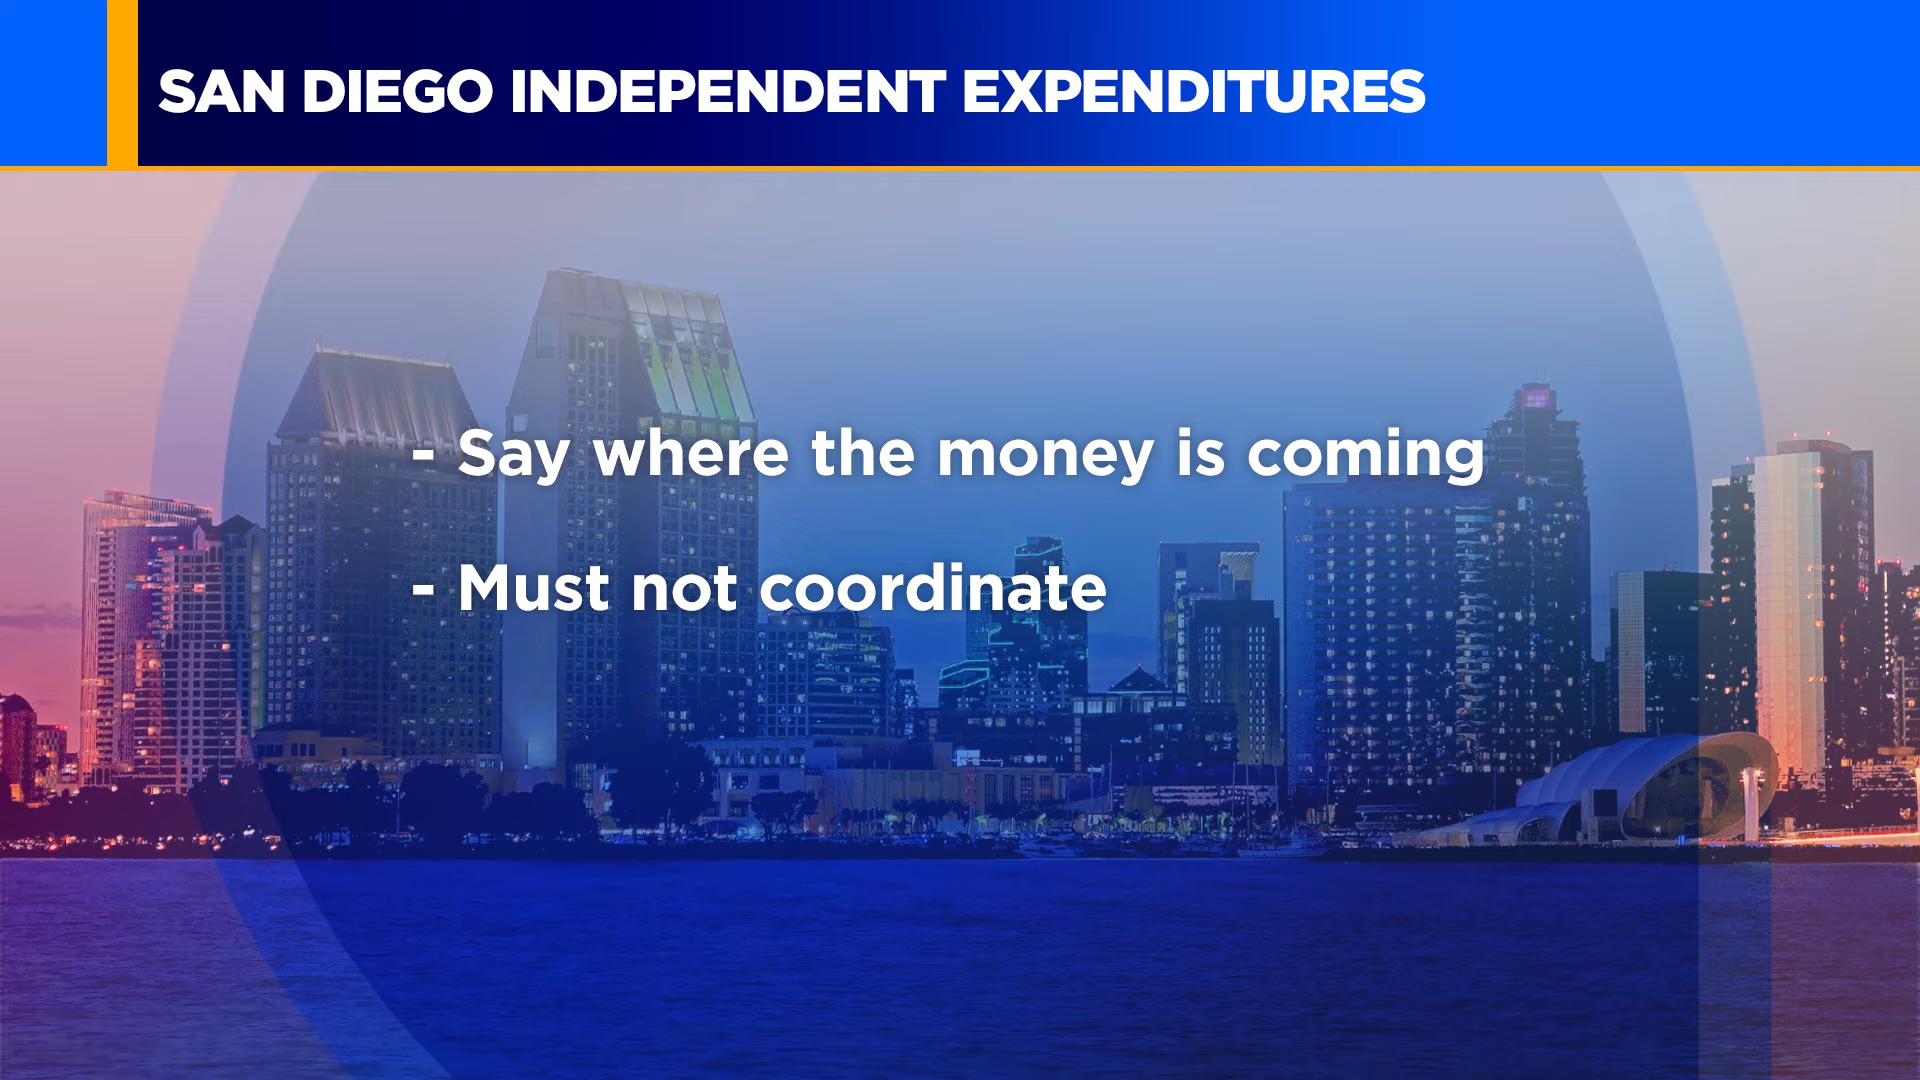 SAN DIEGO INDEPENDENT EXPENDITURES
- Say where the money is coming
- Must not coordinate